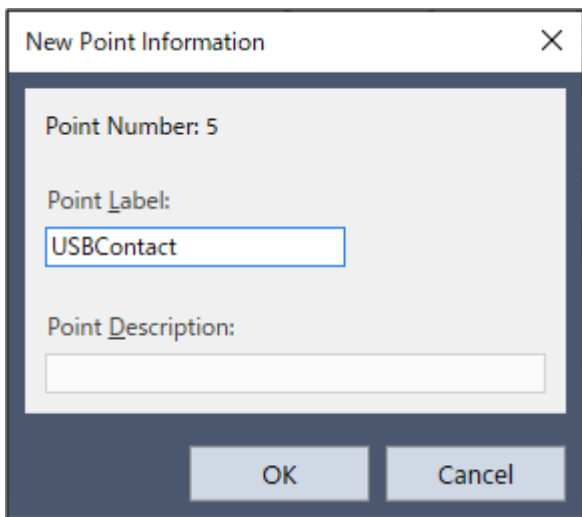 New Point Information
Point Number: 5
Point Label:
USBContact
Point Description:
OK Cancel